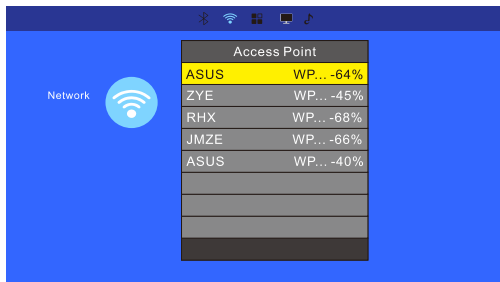 Access Point
ASUS WP... -64%
Network
ZYE WP... -45%
RHX WP... -68%
JMZE WP... -66%
ASUS WP... -40%